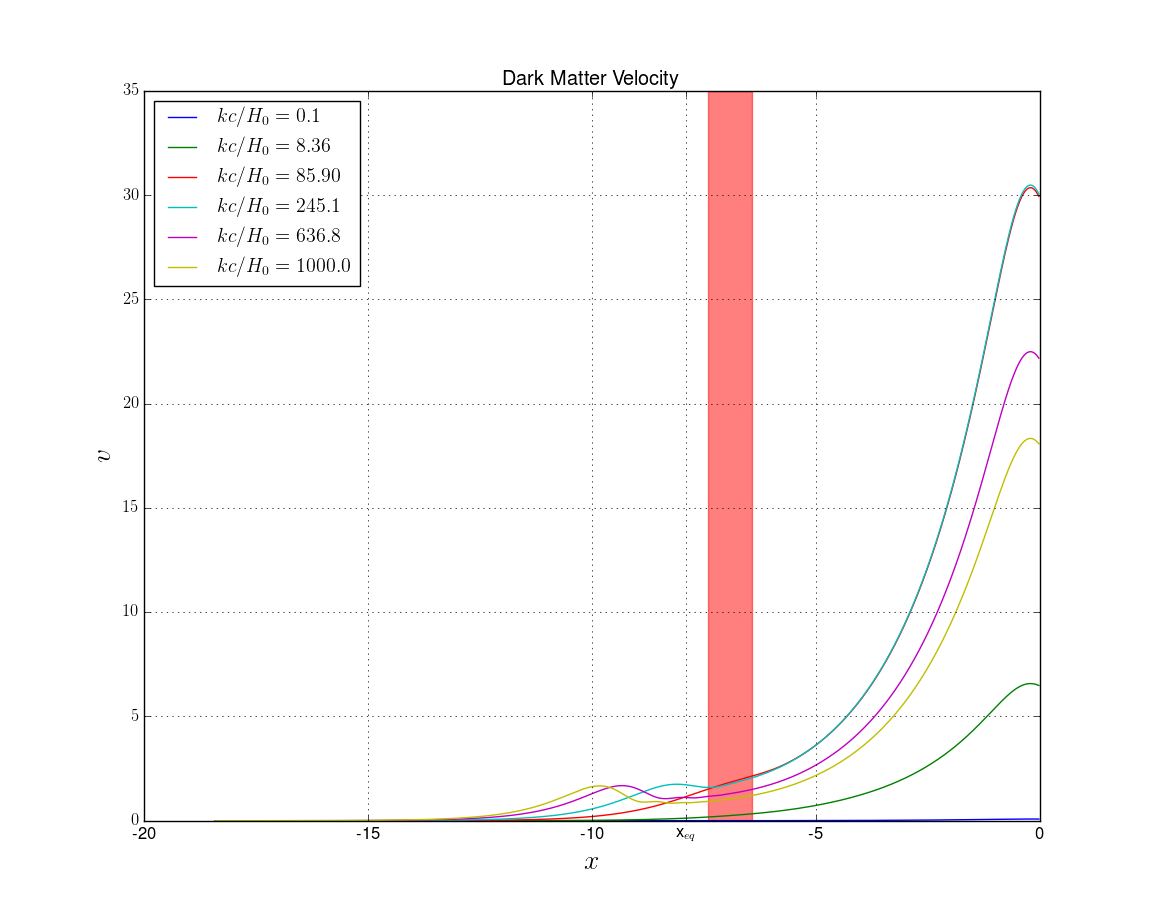 Dark Matter Velocity
35
30
25
20
15
10
5
0
kc/H₀ = 0.1
kc/H₀ = 8.36
kc/H₀ = 85.90
kc/H₀ = 245.1
kc/H₀ = 636.8
kc/H₀ = 1000.0
v
-20
-15
-10
x_eq
-5
0
x